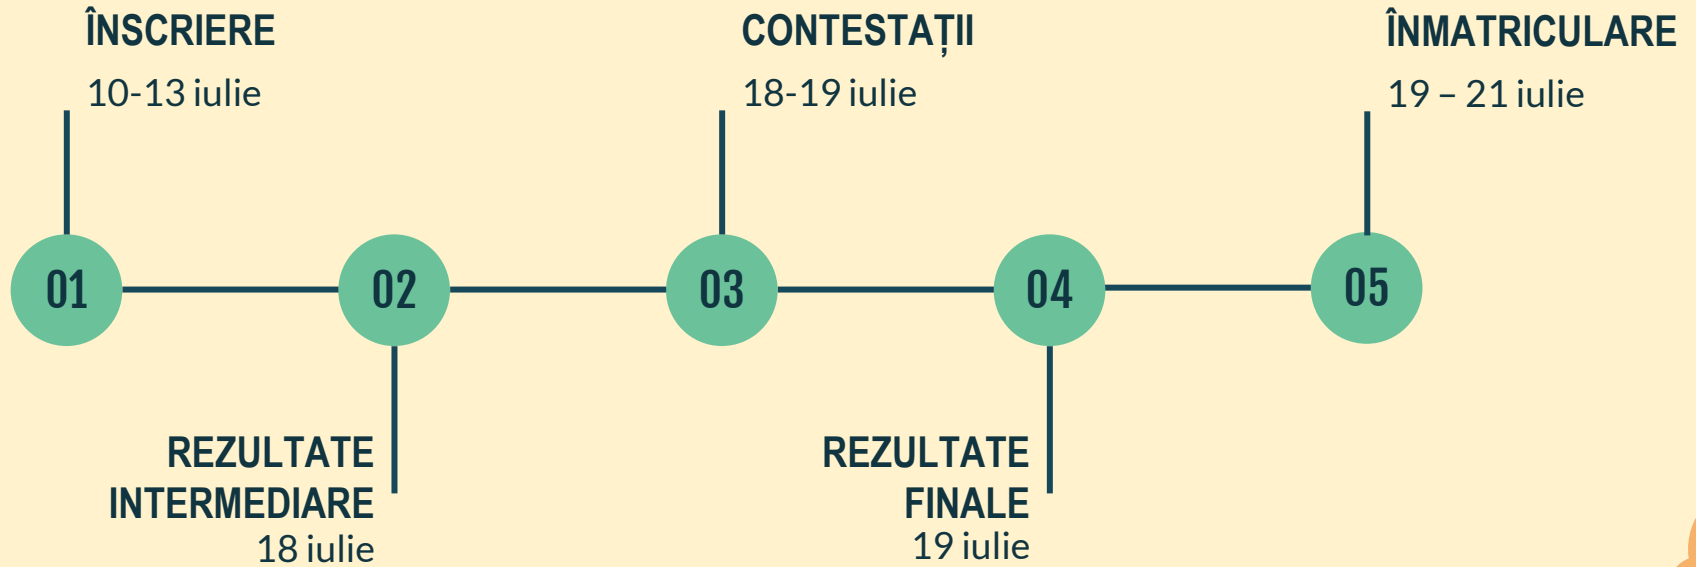 ÎNSCRIERE
10-13 iulie
CONTESTAȚII
18-19 iulie
ÎNMATRICULARE
19 – 21 iulie
01
02
03
04
05
REZULTATE
INTERMEDIARE
18 iulie
REZULTATE
FINALE
19 iulie